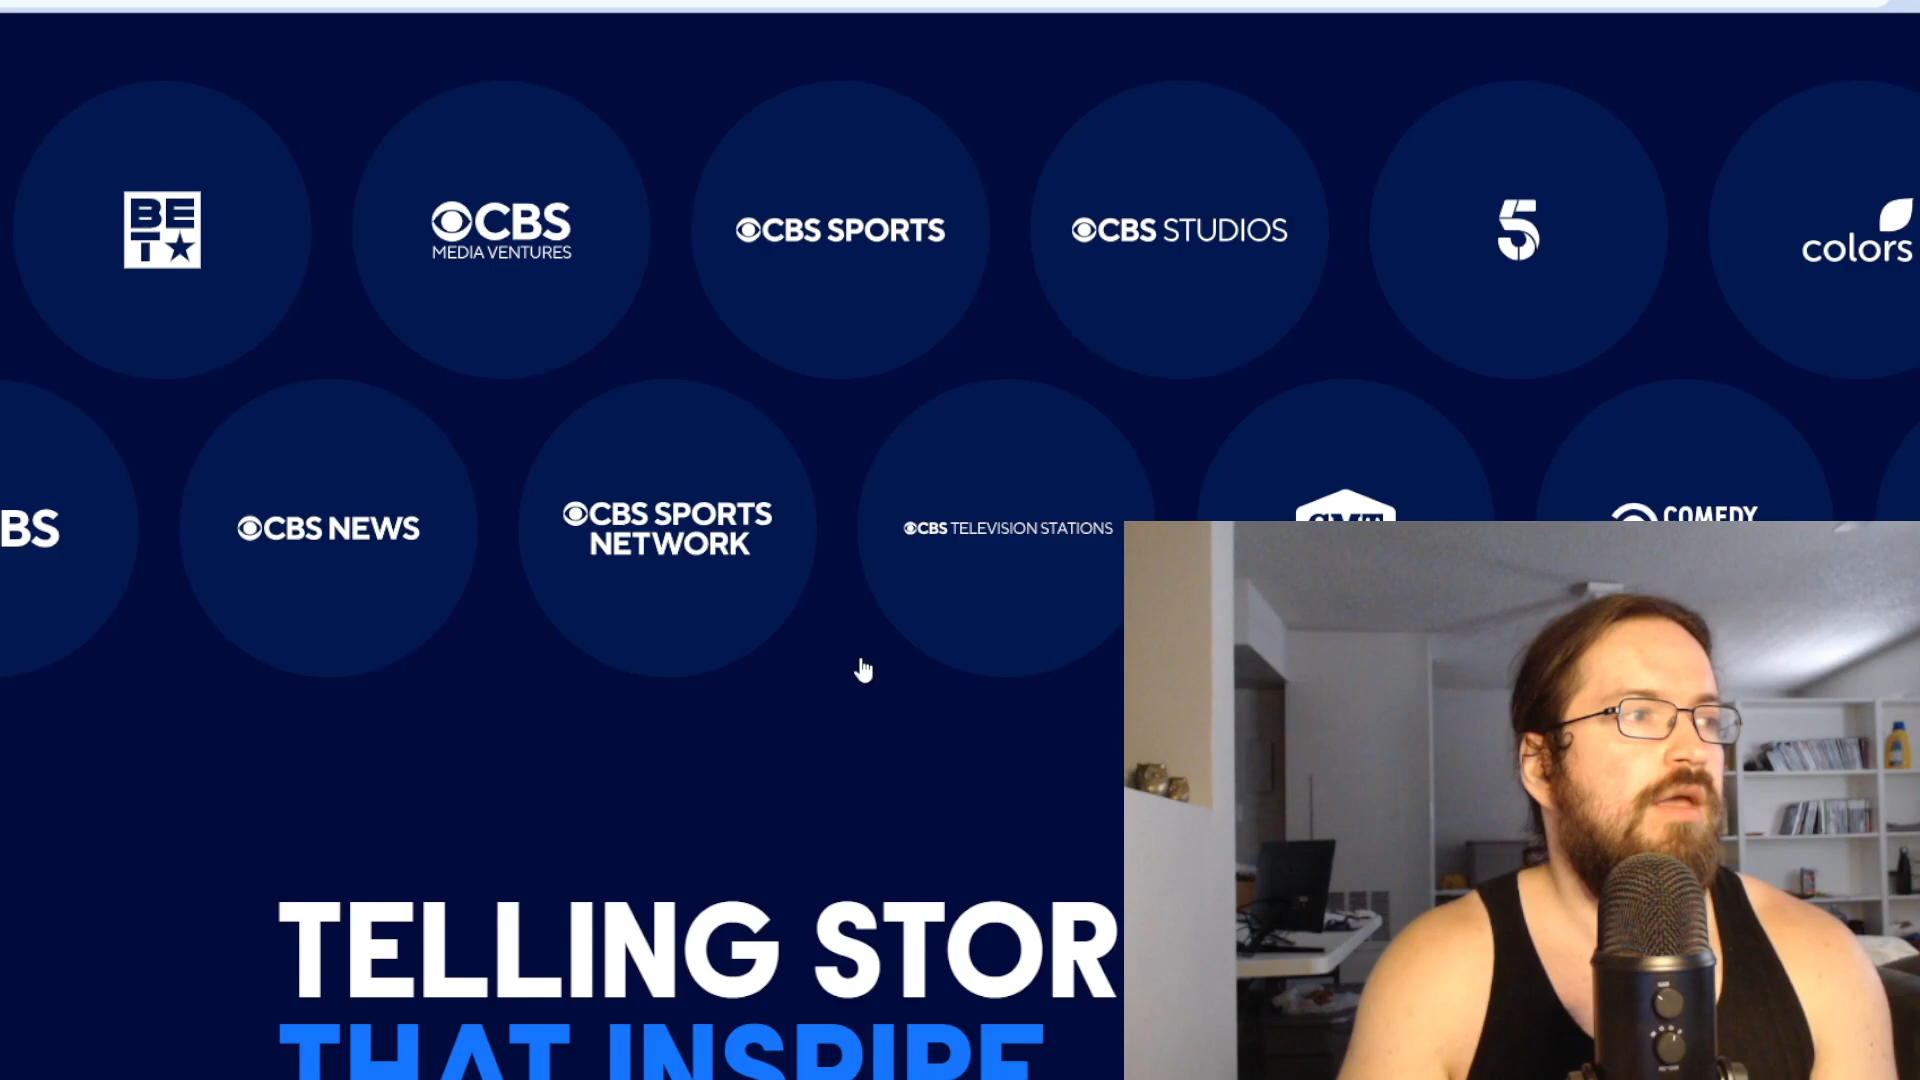 BE
T★
CBS
MEDIA VENTURES
CBS SPORTS
CBS STUDIOS
5
colors
BS
CBS NEWS
CBS SPORTS
NETWORK
CBS TELEVISION STATIONS
COMEDY
TELLING STOR
THAT INSPIRE